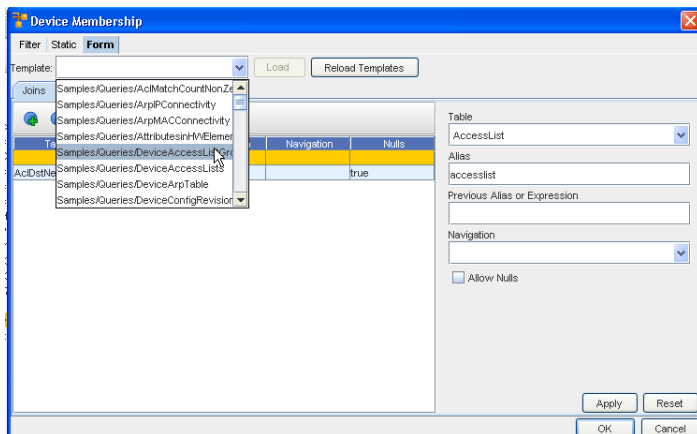 Device Membership
Filter Static Form
Template: Load Reload Templates
Joins
Samples/Queries/AclMatchCountNonZe
Samples/Queries/ArpIPConnectivity
Samples/Queries/ArpMACConnectivity
Samples/Queries/AttributesinHWElemen
Samples/Queries/DeviceAccessListGro
Samples/Queries/DeviceAccessLists
Samples/Queries/DeviceArpTable
Samples/Queries/DeviceConfigRevision
Ta Navigation Nulls
AclDstNe true
Table
AccessList
Alias
accesslist
Previous Alias or Expression
Navigation
Allow Nulls
Apply Reset
OK Cancel